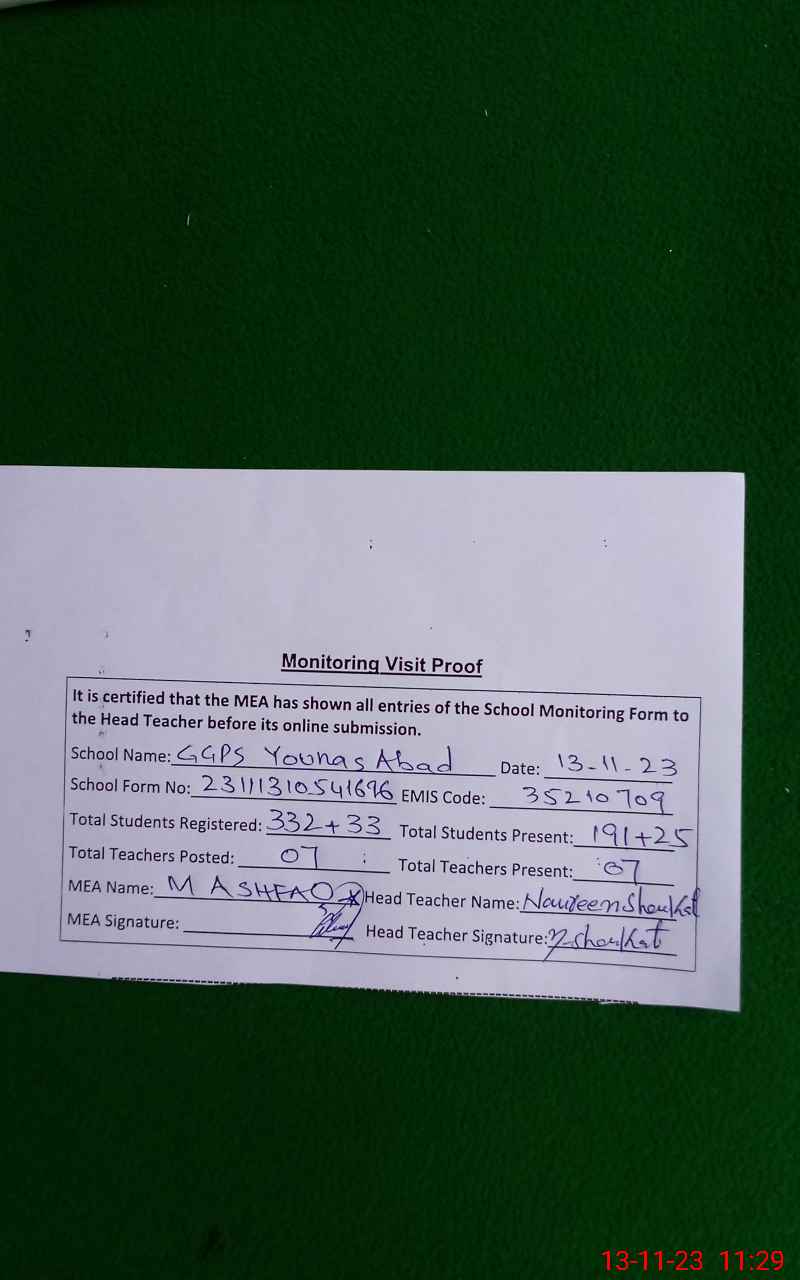 Monitoring Visit Proof
It is certified that the MEA has shown all entries of the School Monitoring Form to
the Head Teacher before its online submission.
School Name: GGPS Younas Abad Date: 13-11-23
School Form No: 23111310541696 EMIS Code: 35210709
Total Students Registered: 332+33 Total Students Present: 191+25
Total Teachers Posted: 07 Total Teachers Present: 07
MEA Name: M ASHFAQ Head Teacher Name: Naureen Shoukat
MEA Signature: Head Teacher Signature: N-Shoukat
13-11-23 11:29